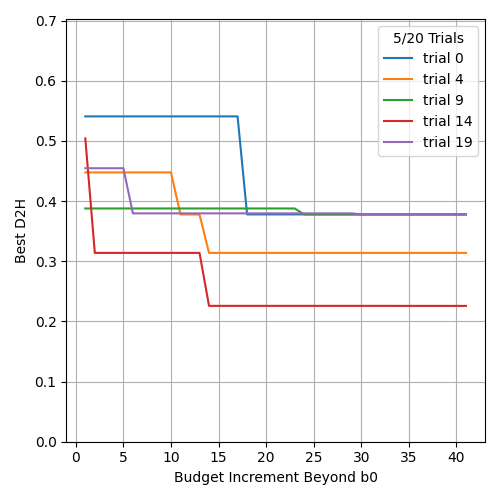 5/20 Trials
trial 0
trial 4
trial 9
trial 14
trial 19
0.7
0.6
0.5
0.4
0.3
0.2
0.1
0.0
Best D2H
0 5 10 15 20 25 30 35 40
Budget Increment Beyond b0